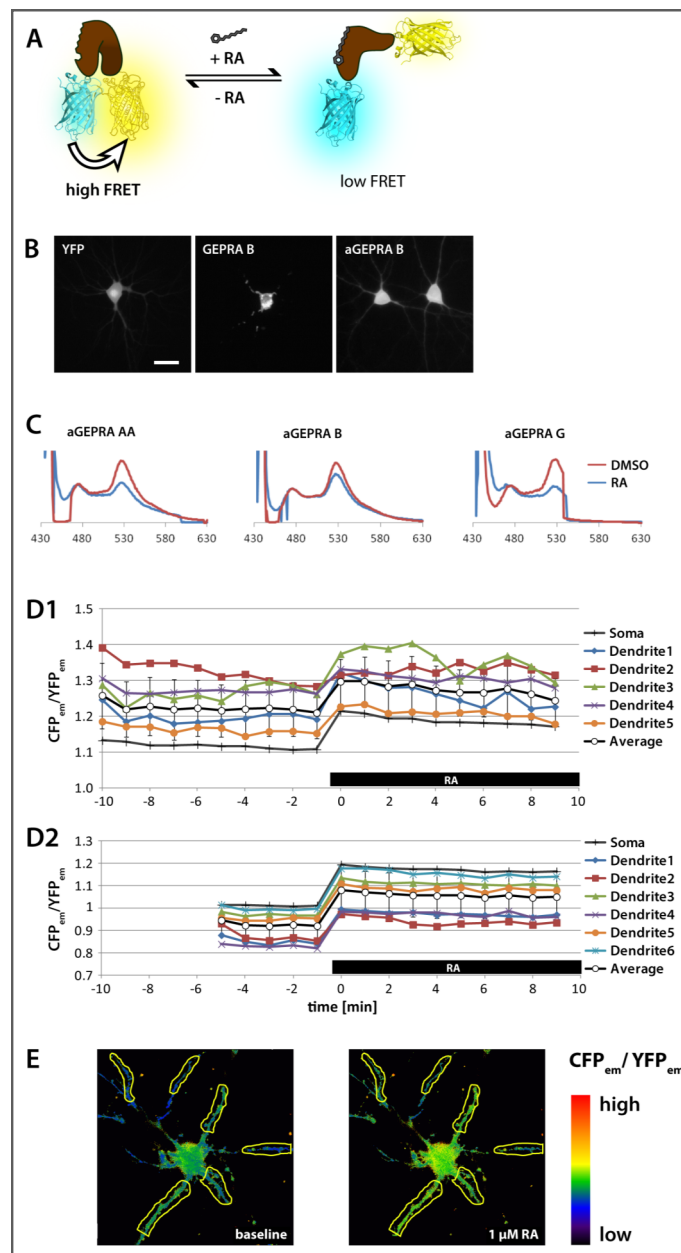 A
+ RA
- RA
high FRET
low FRET
B
YFP
GEPRA B
aGEPRA B
C
aGEPRA AA
aGEPRA B
aGEPRA G
DMSO
RA
430 480 530 580 630
430 480 530 580 630
430 480 530 580 630
D1
CFPem/YFPem
1.5
1.4
1.3
1.2
1.1
1.0
-10 -8 -6 -4 -2 0 2 4 6 8 10
RA
Soma
Dendrite1
Dendrite2
Dendrite3
Dendrite4
Dendrite5
Average
D2
CFPem/YFPem
1.3
1.2
1.1
1
0.9
0.8
0.7
-10 -8 -6 -4 -2 0 2 4 6 8 10
RA
time [min]
Soma
Dendrite1
Dendrite2
Dendrite3
Dendrite4
Dendrite5
Dendrite6
Average
E
baseline
1 µM RA
CFPem/ YFPem
high
low